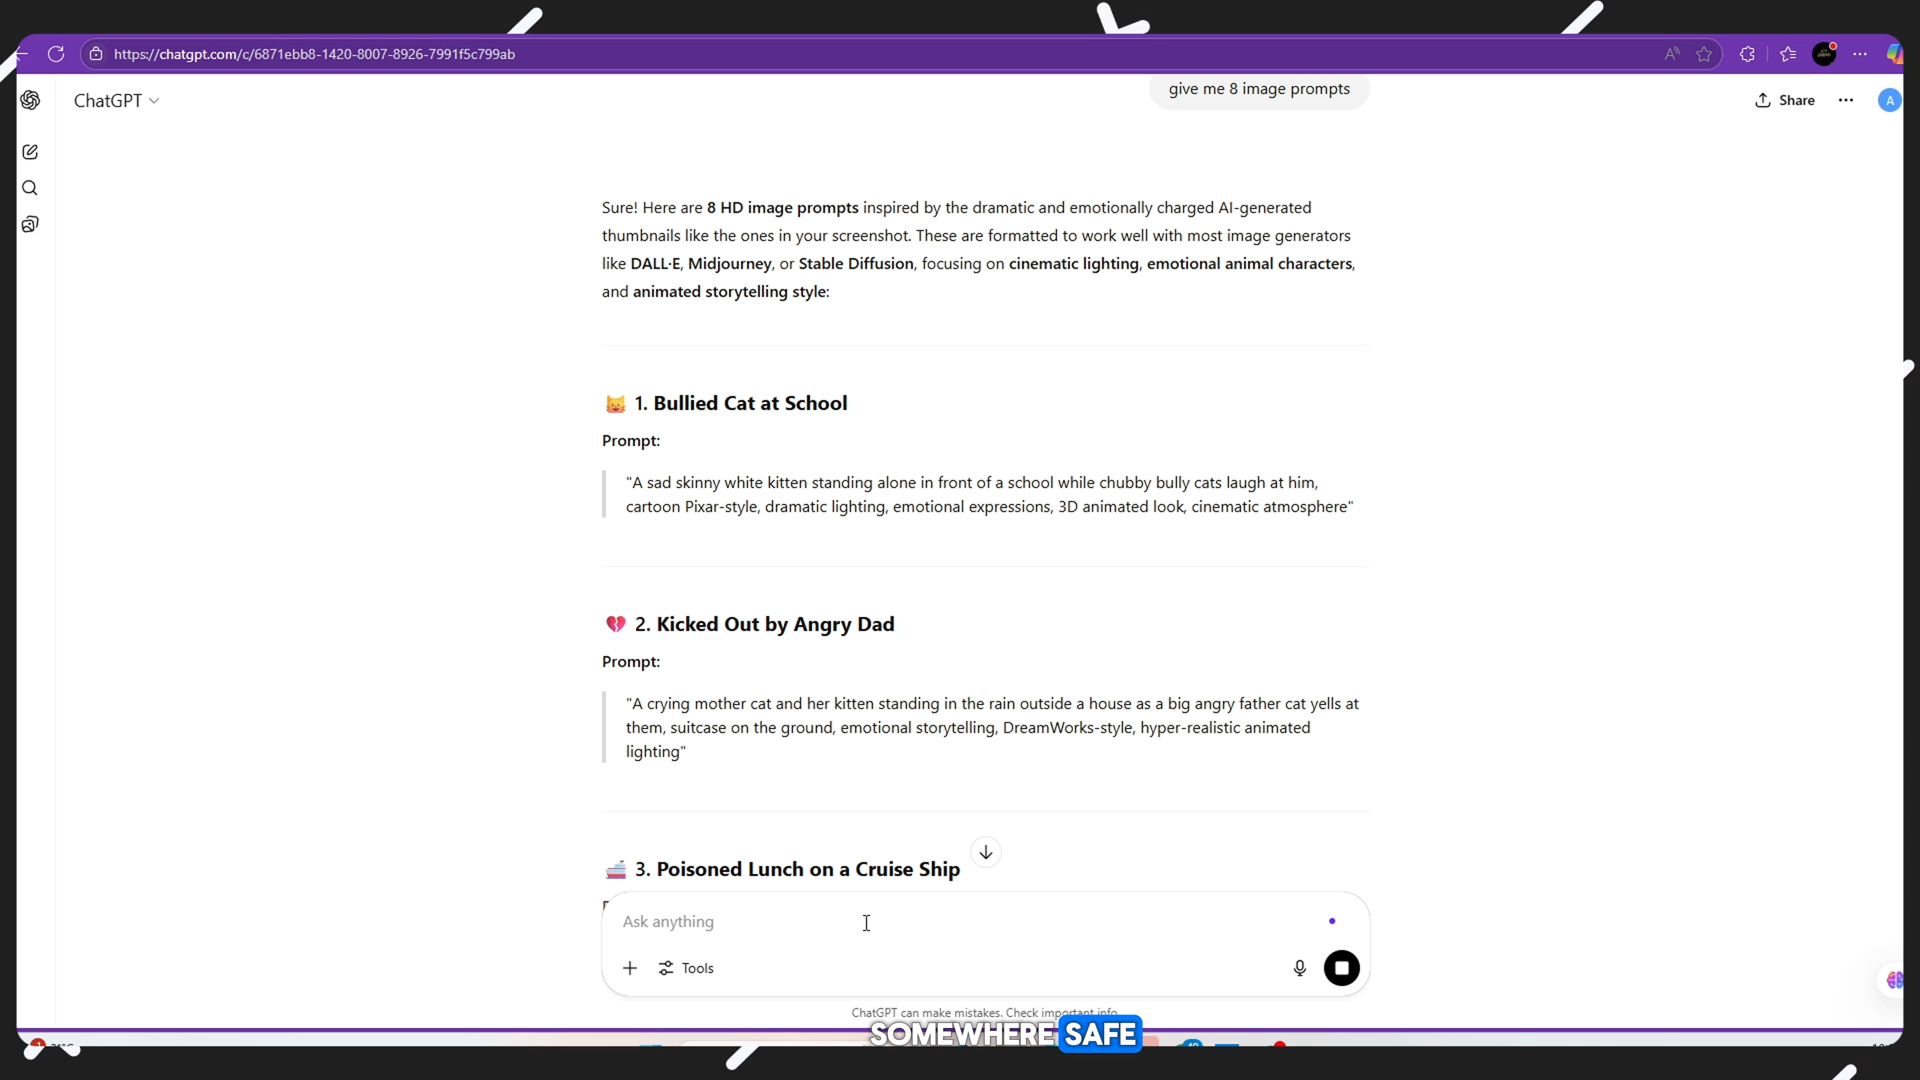 https://chatgpt.com/c/6871ebb8-1420-8007-8926-7991f5c799ab
give me 8 image prompts
ChatGPT
Share
A
Sure! Here are 8 HD image prompts inspired by the dramatic and emotionally charged AI-generated
thumbnails like the ones in your screenshot. These are formatted to work well with most image generators
like DALL·E, Midjourney, or Stable Diffusion, focusing on cinematic lighting, emotional animal characters,
and animated storytelling style:
1. Bullied Cat at School
Prompt:
"A sad skinny white kitten standing alone in front of a school while chubby bully cats laugh at him,
cartoon Pixar-style, dramatic lighting, emotional expressions, 3D animated look, cinematic atmosphere"
2. Kicked Out by Angry Dad
Prompt:
"A crying mother cat and her kitten standing in the rain outside a house as a big angry father cat yells at
them, suitcase on the ground, emotional storytelling, DreamWorks-style, hyper-realistic animated
lighting"
3. Poisoned Lunch on a Cruise Ship
Ask anything
Tools
ChatGPT can make mistakes. Check important info.
SOMEWHERE SAFE